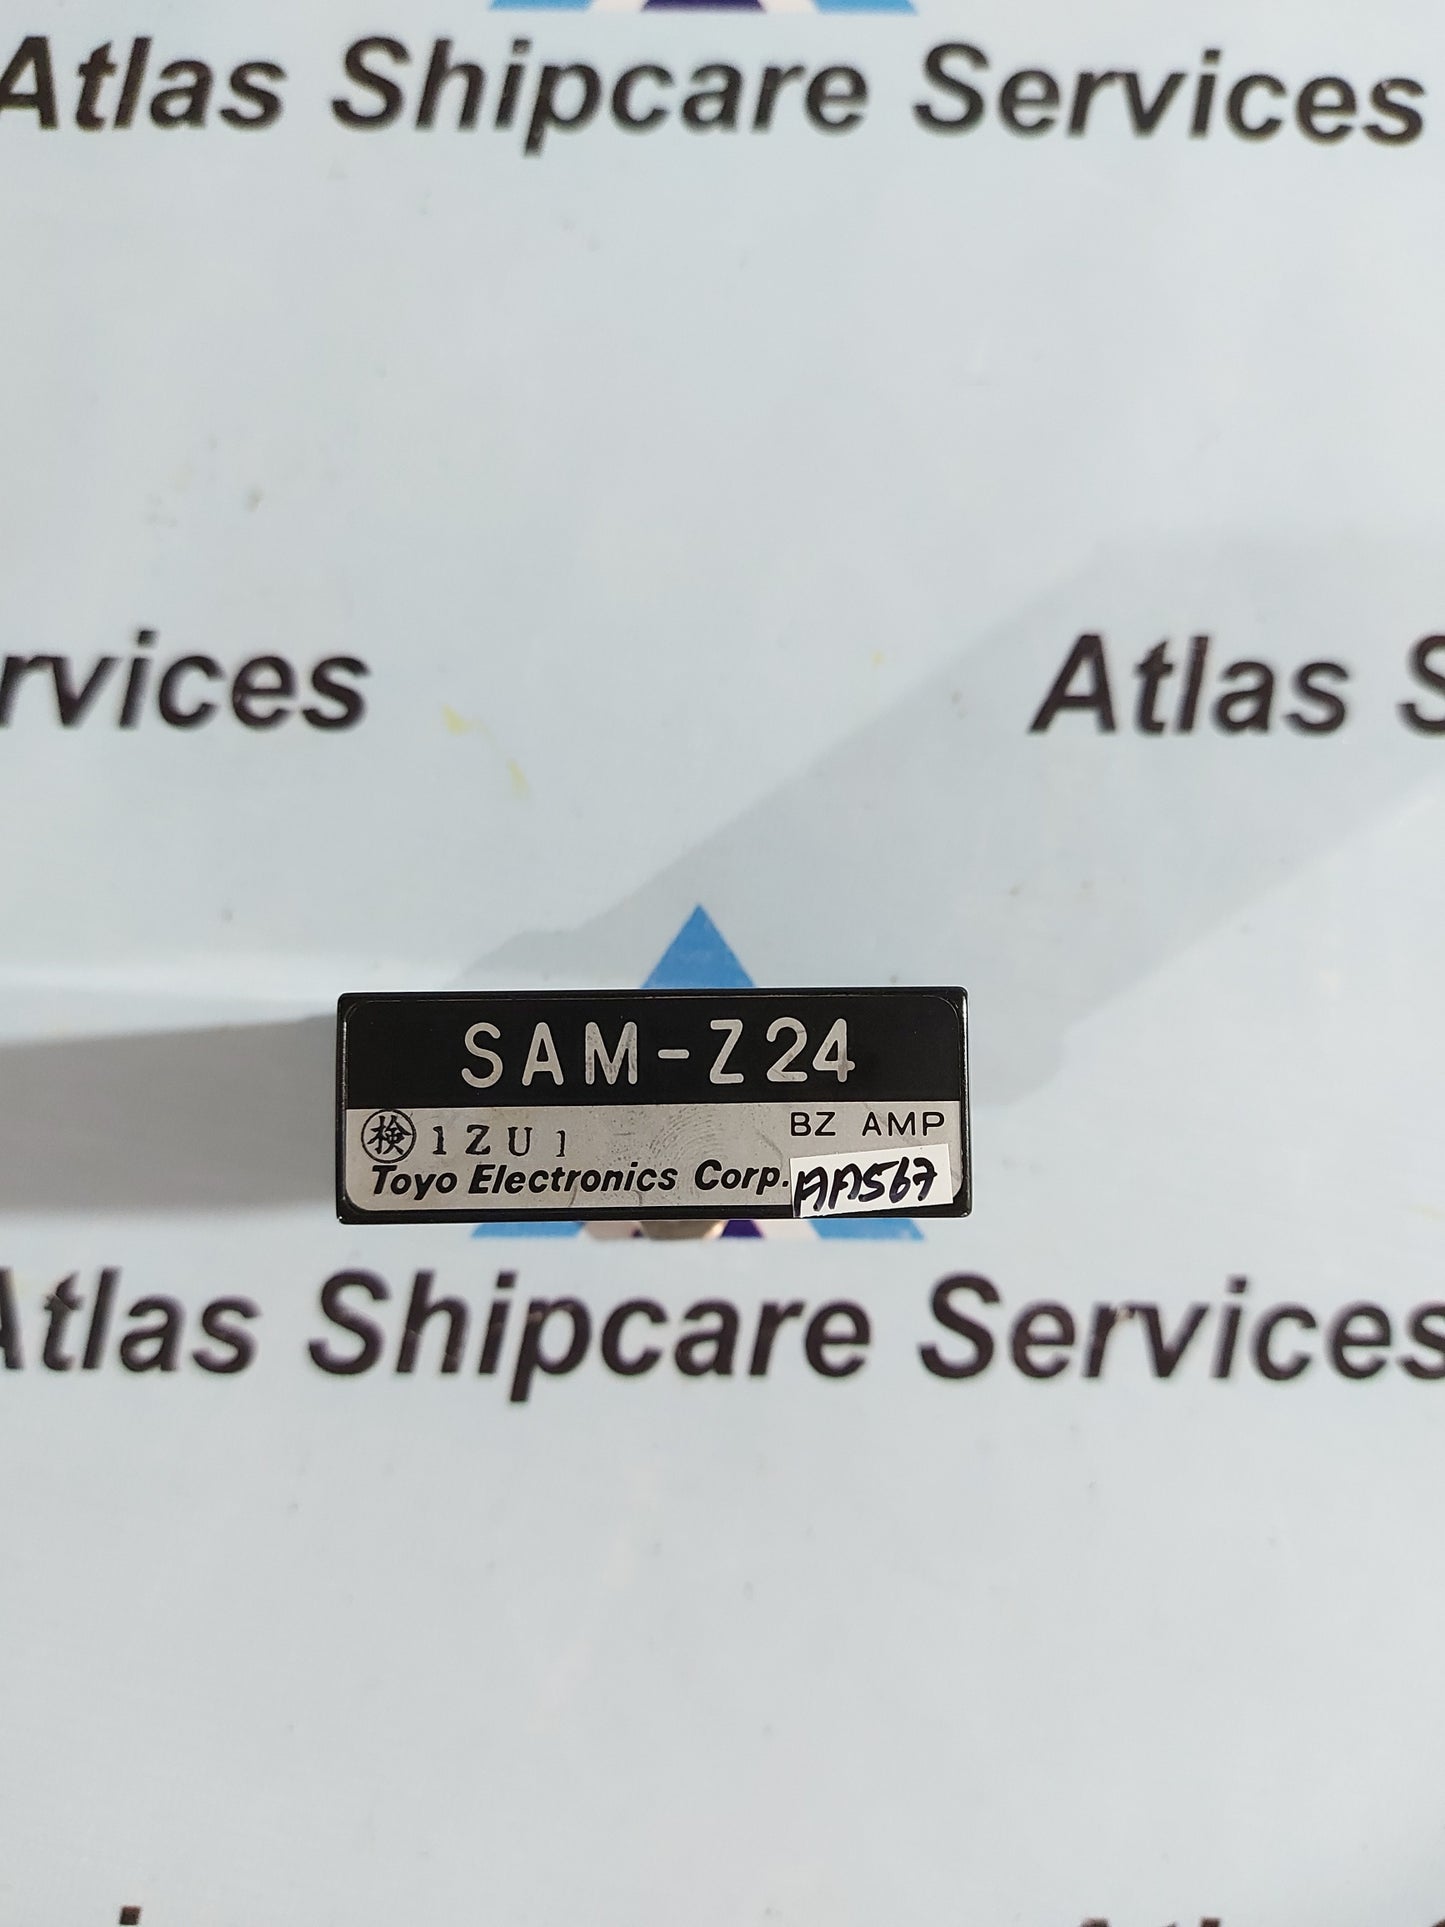 Atlas Shipcare Services
rvices
Atlas S
SAM-Z24
検 1ZU1
BZ AMP
Toyo Electronics Corp.
AA567
Atlas Shipcare Services